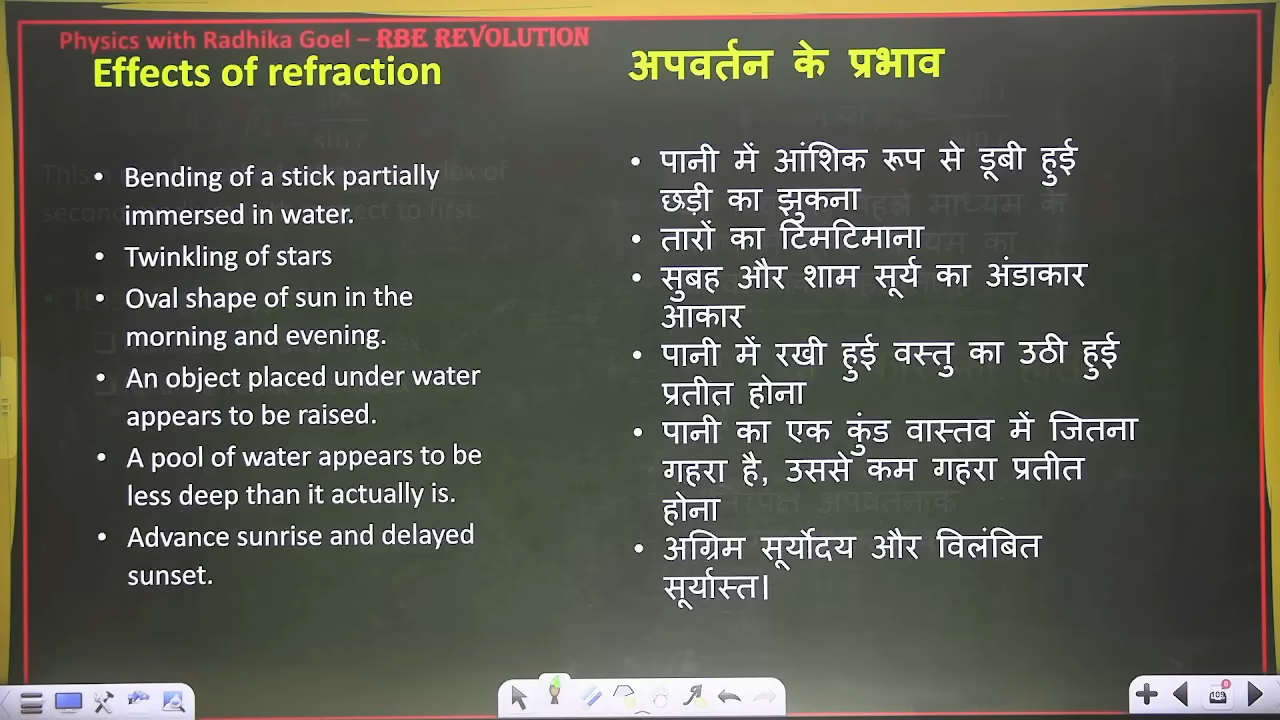 Physics with Radhika Goel – RBE REVOLUTION
Effects of refraction
• Bending of a stick partially
immersed in water.
• Twinkling of stars
• Oval shape of sun in the
morning and evening.
• An object placed under water
appears to be raised.
• A pool of water appears to be
less deep than it actually is.
• Advance sunrise and delayed
sunset.
अपवर्तन के प्रभाव
• पानी में आंशिक रूप से डूबी हुई
छड़ी का झुकना
• तारों का टिमटिमाना
• सुबह और शाम सूर्य का अंडाकार
आकार
• पानी में रखी हुई वस्तु का उठी हुई
प्रतीत होना
• पानी का एक कुंड वास्तव में जितना
गहरा है, उससे कम गहरा प्रतीत
होना
• अग्रिम सूर्योदय और विलंबित
सूर्यास्त।
109